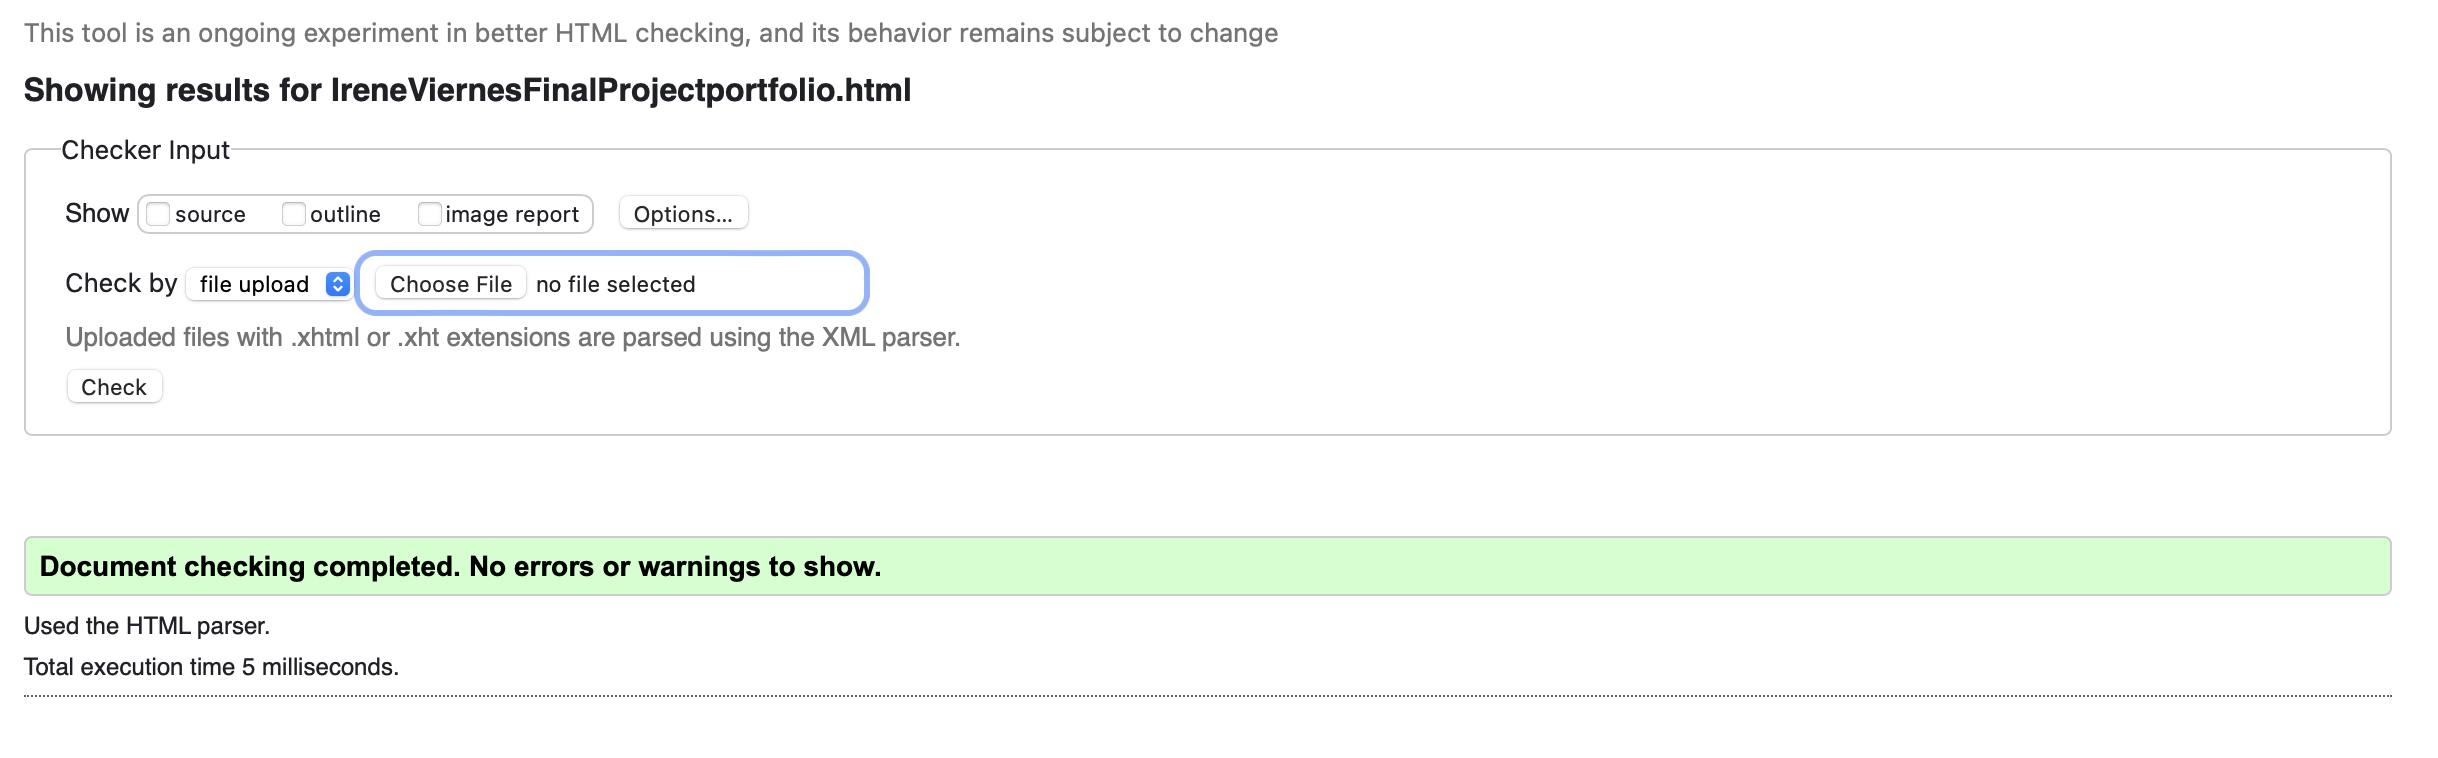 This tool is an ongoing experiment in better HTML checking, and its behavior remains subject to change
Showing results for IreneViernesFinalProjectportfolio.html
Checker Input
Show source outline image report Options...
Check by file upload Choose File no file selected
Uploaded files with .xhtml or .xht extensions are parsed using the XML parser.
Check
Document checking completed. No errors or warnings to show.
Used the HTML parser.
Total execution time 5 milliseconds.